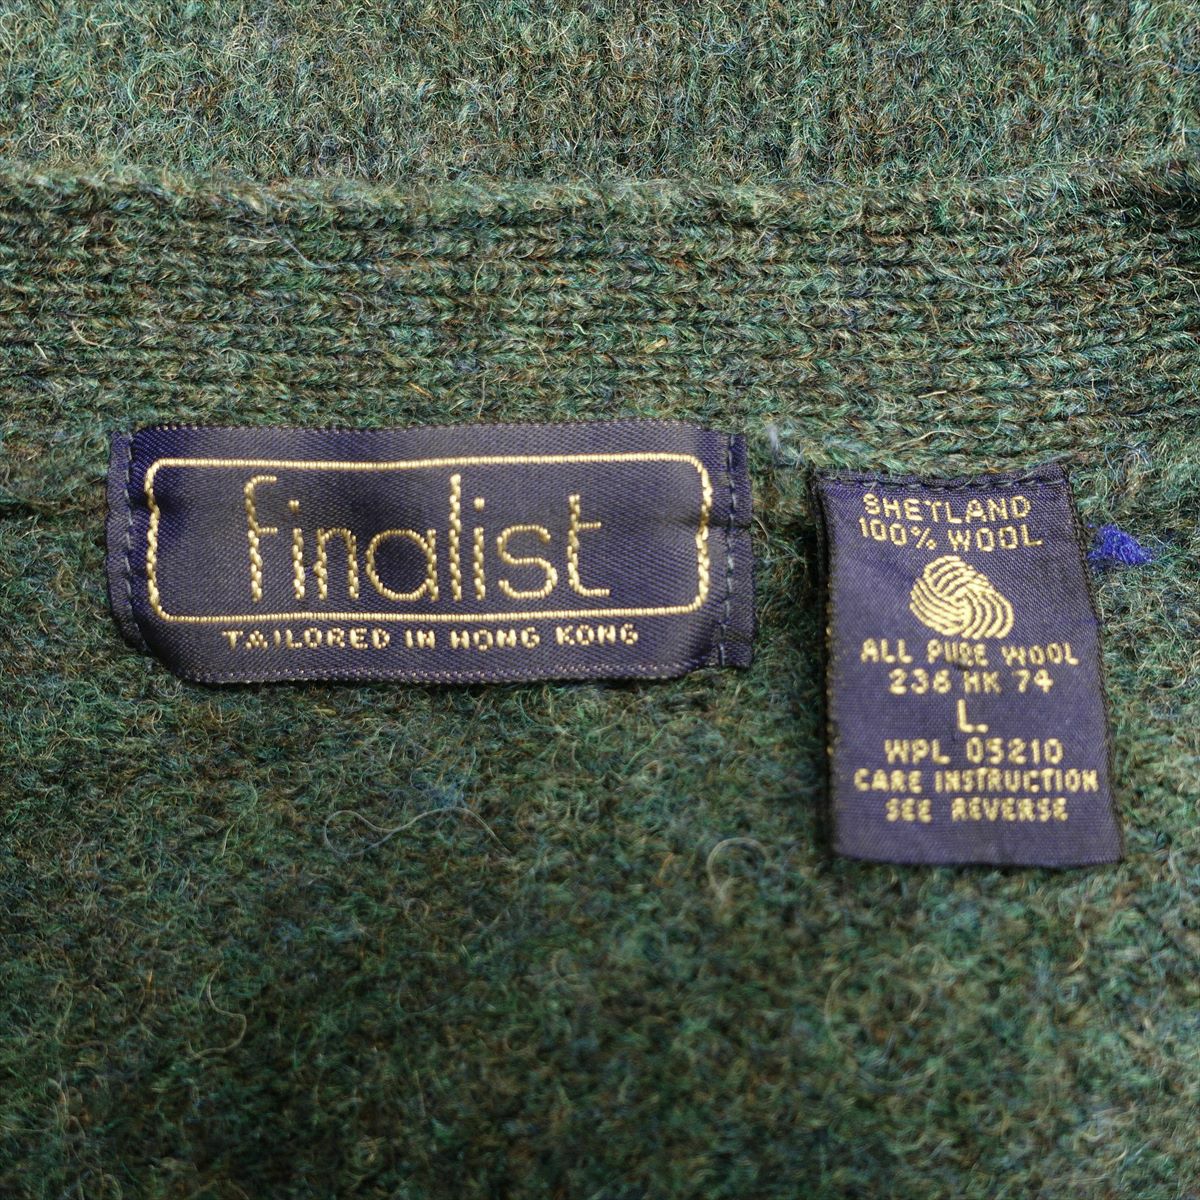 finalist
TAILORED IN HONG KONG
SHETLAND
100% WOOL
ALL PURE WOOL
236 HK 74
L.
WPL 05210
CARE INSTRUCTION
SEE REVERSE